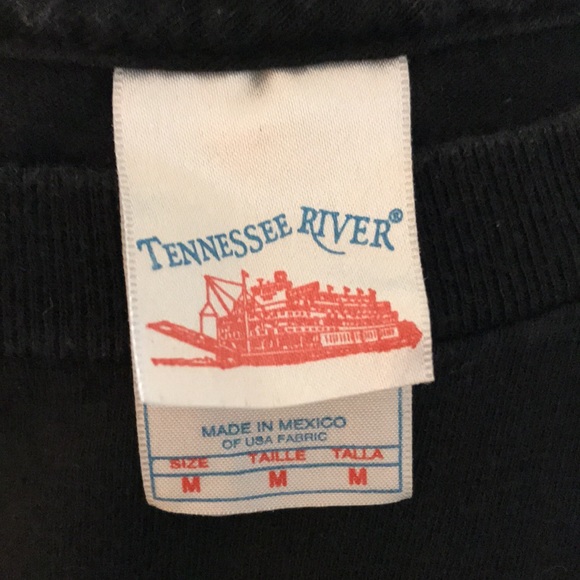 TENNESSEE RIVER®
MADE IN MEXICO
OF USA FABRIC
SIZE TAILLE TALLA
M M M